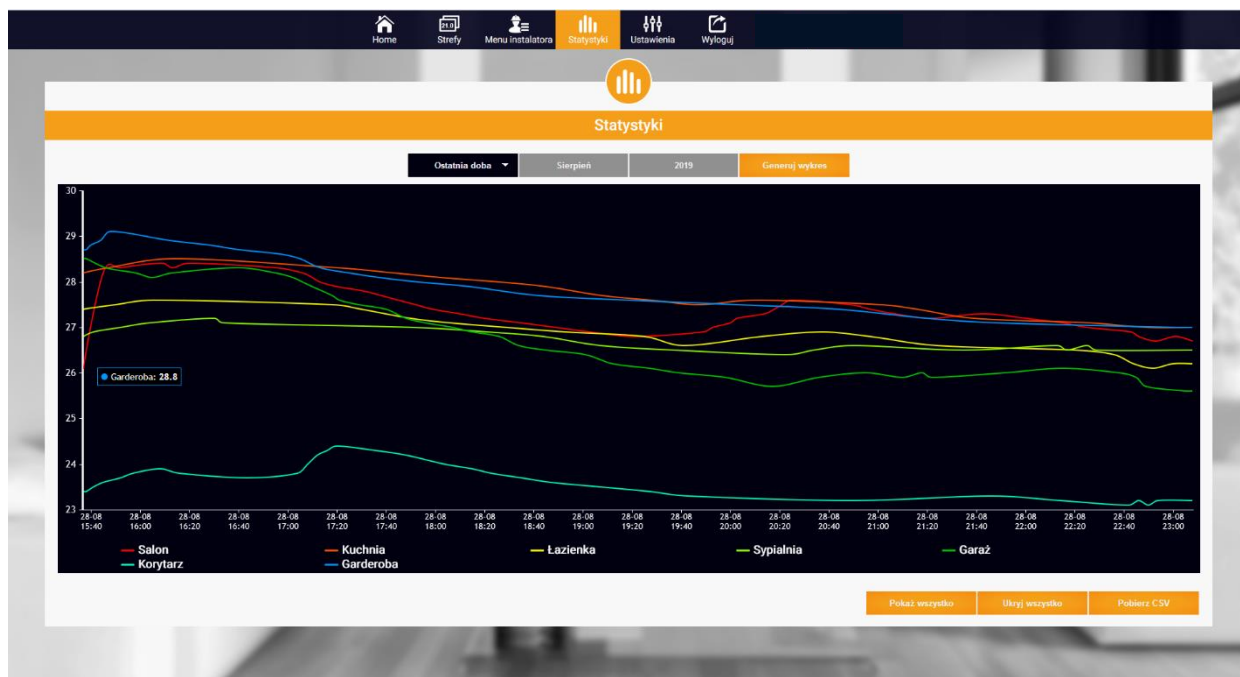 Home Strefy Menu instalatora Statystyki Ustawienia Wyloguj
21.0
Statystyki
Ostatnia doba Sierpień 2019 Generuj wykres
30
29
28
27
26
25
24
23
Garderoba: 28.8
28-08 28-08 28-08 28-08 28-08 28-08 28-08 28-08 28-08 28-08 28-08 28-08 28-08 28-08 28-08 28-08 28-08 28-08 28-08 28-08 28-08 28-08 28-08
15:40 16:00 16:20 16:40 17:00 17:20 17:40 18:00 18:20 18:40 19:00 19:20 19:40 20:00 20:20 20:40 21:00 21:20 21:40 22:00 22:20 22:40 23:00
Salon Kuchnia Łazienka Sypialnia Garaż
Korytarz Garderoba
Pokaż wszystko Ukryj wszystko Pobierz CSV